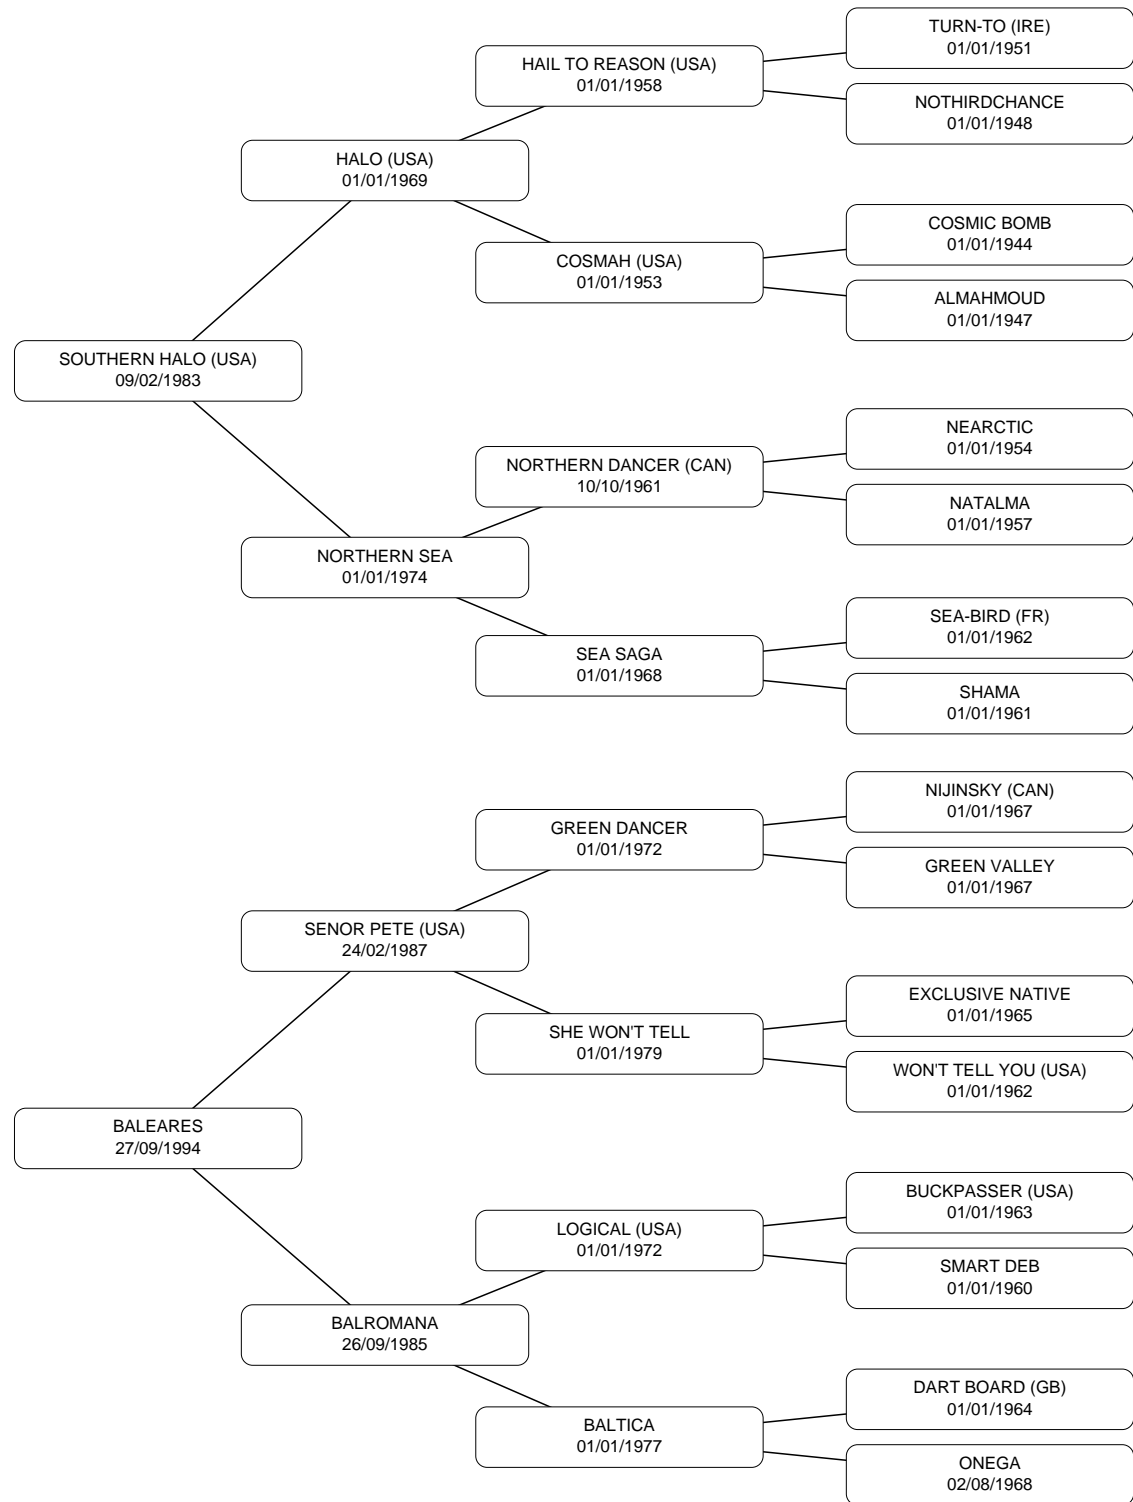 TURN-TO (IRE)
01/01/1951
HAIL TO REASON (USA)
01/01/1958
NOTHIRDCHANCE
01/01/1948
HALO (USA)
01/01/1969
COSMIC BOMB
01/01/1944
COSMAH (USA)
01/01/1953
ALMAHMOUD
01/01/1947
SOUTHERN HALO (USA)
09/02/1983
NEARCTIC
01/01/1954
NORTHERN DANCER (CAN)
10/10/1961
NATALMA
01/01/1957
NORTHERN SEA
01/01/1974
SEA-BIRD (FR)
01/01/1962
SEA SAGA
01/01/1968
SHAMA
01/01/1961
NIJINSKY (CAN)
01/01/1967
GREEN DANCER
01/01/1972
GREEN VALLEY
01/01/1967
SENOR PETE (USA)
24/02/1987
EXCLUSIVE NATIVE
01/01/1965
SHE WON'T TELL
01/01/1979
WON'T TELL YOU (USA)
01/01/1962
BALEARES
27/09/1994
BUCKPASSER (USA)
01/01/1963
LOGICAL (USA)
01/01/1972
SMART DEB
01/01/1960
BALROMANA
26/09/1985
DART BOARD (GB)
01/01/1964
BALTICA
01/01/1977
ONEGA
02/08/1968